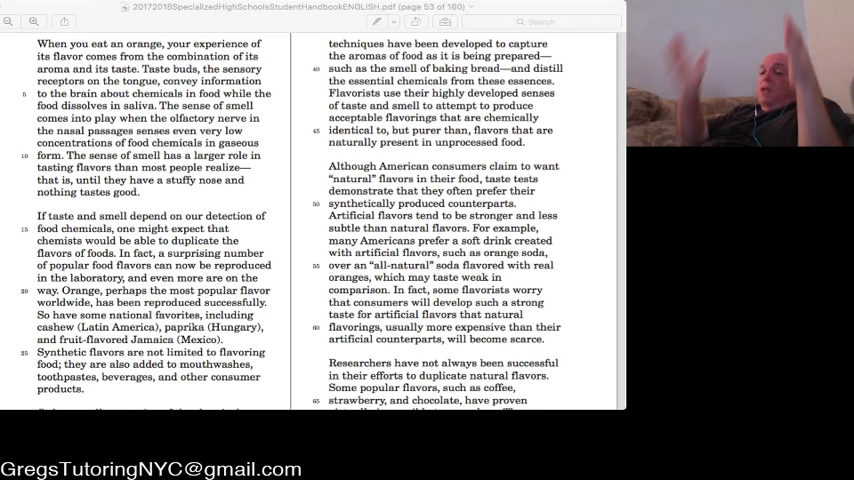 20172018SpecializedHighSchoolsStudentHandbookENGLISH.pdf (page 53 of 160)
Search
When you eat an orange, your experience of
its flavor comes from the combination of its
aroma and its taste. Taste buds, the sensory
receptors on the tongue, convey information
5 to the brain about chemicals in food while the
food dissolves in saliva. The sense of smell
comes into play when the olfactory nerve in
the nasal passages senses even very low
concentrations of food chemicals in gaseous
10 form. The sense of smell has a larger role in
tasting flavors than most people realize—
that is, until they have a stuffy nose and
nothing tastes good.
If taste and smell depend on our detection of
15 food chemicals, one might expect that
chemists would be able to duplicate the
flavors of foods. In fact, a surprising number
of popular food flavors can now be reproduced
in the laboratory, and even more are on the
20 way. Orange, perhaps the most popular flavor
worldwide, has been reproduced successfully.
So have some national favorites, including
cashew (Latin America), paprika (Hungary),
and fruit-flavored Jamaica (Mexico).
25 Synthetic flavors are not limited to flavoring
food; they are also added to mouthwashes,
toothpastes, beverages, and other consumer
products.
techniques have been developed to capture
the aromas of food as it is being prepared—
40 such as the smell of baking bread—and distill
the essential chemicals from these essences.
Flavorists use their highly developed senses
of taste and smell to attempt to produce
acceptable flavorings that are chemically
45 identical to, but purer than, flavors that are
naturally present in unprocessed food.
Although American consumers claim to want
“natural” flavors in their food, taste tests
demonstrate that they often prefer their
50 synthetically produced counterparts.
Artificial flavors tend to be stronger and less
subtle than natural flavors. For example,
many Americans prefer a soft drink created
with artificial flavors, such as orange soda,
55 over an “all-natural” soda flavored with real
oranges, which may taste weak in
comparison. In fact, some flavorists worry
that consumers will develop such a strong
taste for artificial flavors that natural
60 flavorings, usually more expensive than their
artificial counterparts, will become scarce.
Researchers have not always been successful
in their efforts to duplicate natural flavors.
Some popular flavors, such as coffee,
65 strawberry, and chocolate, have proven
GregsTutoringNYC@gmail.com